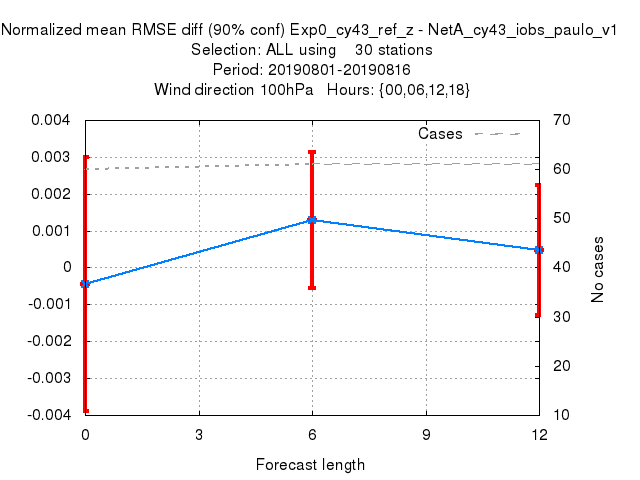 Normalized mean RMSE diff (90% conf) Exp0_cy43_ref_z - NetA_cy43_iobs_paulo_v1
Selection: ALL using    30 stations
Period: 20190801-20190816
Wind direction 100hPa   Hours: {00,06,12,18}
Cases
0.004
0.003
0.002
0.001
0
-0.001
-0.002
-0.003
-0.004
70
60
50
40
30
20
10
No cases
0 3 6 9 12
Forecast length